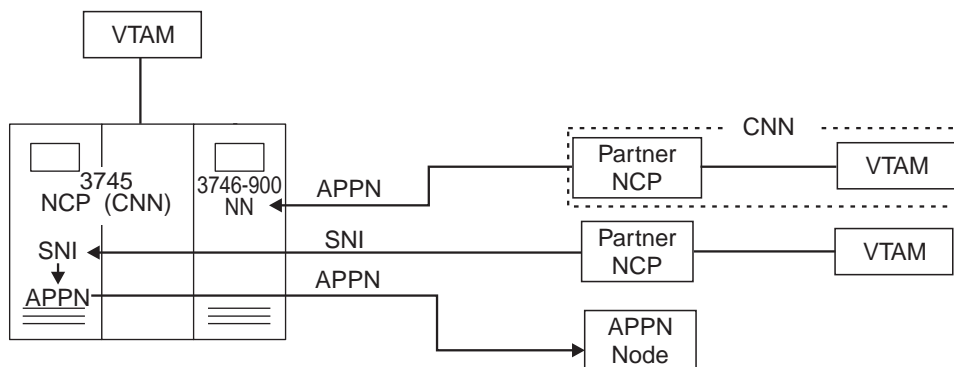 VTAM
CNN
3745
NCP (CNN)
3746-900
NN
APPN
Partner
NCP
VTAM
SNI
SNI
Partner
NCP
VTAM
APPN
APPN
APPN
Node